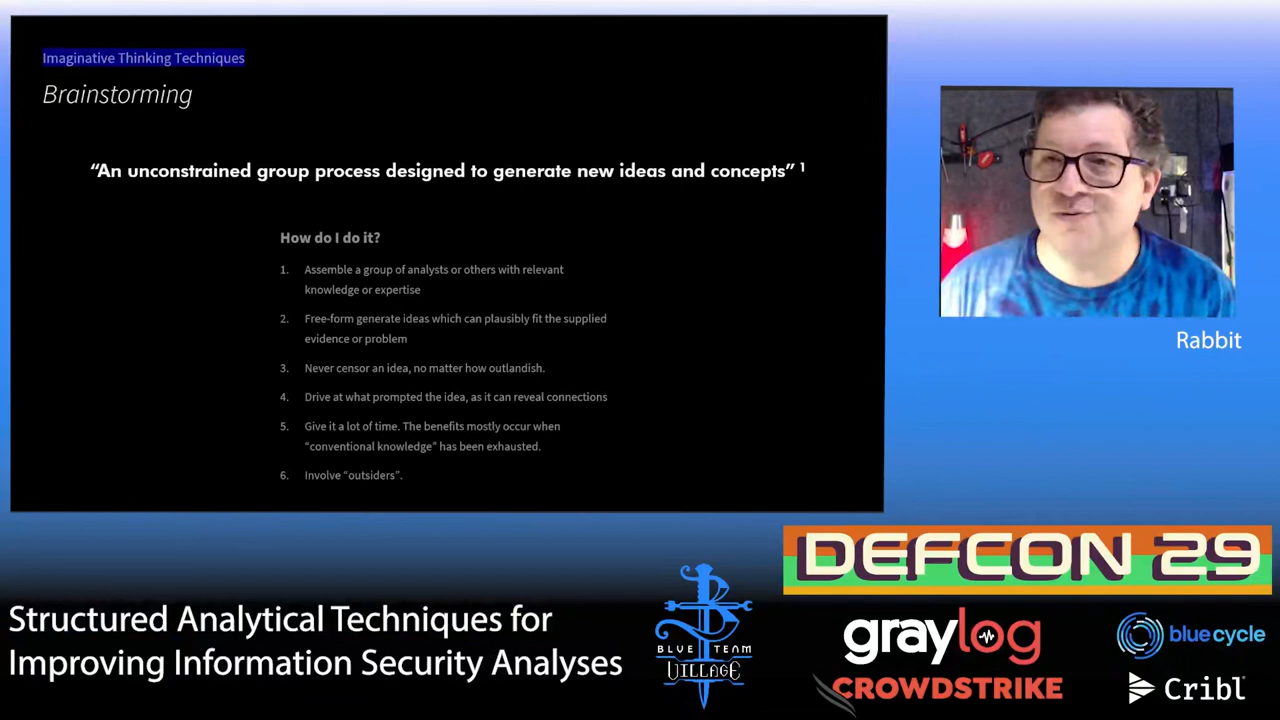 Imaginative Thinking Techniques
Brainstorming
“An unconstrained group process designed to generate new ideas and concepts” 1
How do I do it?
1. Assemble a group of analysts or others with relevant
knowledge or expertise
2. Free-form generate ideas which can plausibly fit the supplied
evidence or problem
3. Never censor an idea, no matter how outlandish.
4. Drive at what prompted the idea, as it can reveal connections
5. Give it a lot of time. The benefits mostly occur when
“conventional knowledge” has been exhausted.
6. Involve “outsiders”.
Rabbit
DEFCON 29
Structured Analytical Techniques for
Improving Information Security Analyses
BLUE TEAM
VILLAGE
graylog
blue cycle
CROWDSTRIKE
Cribl